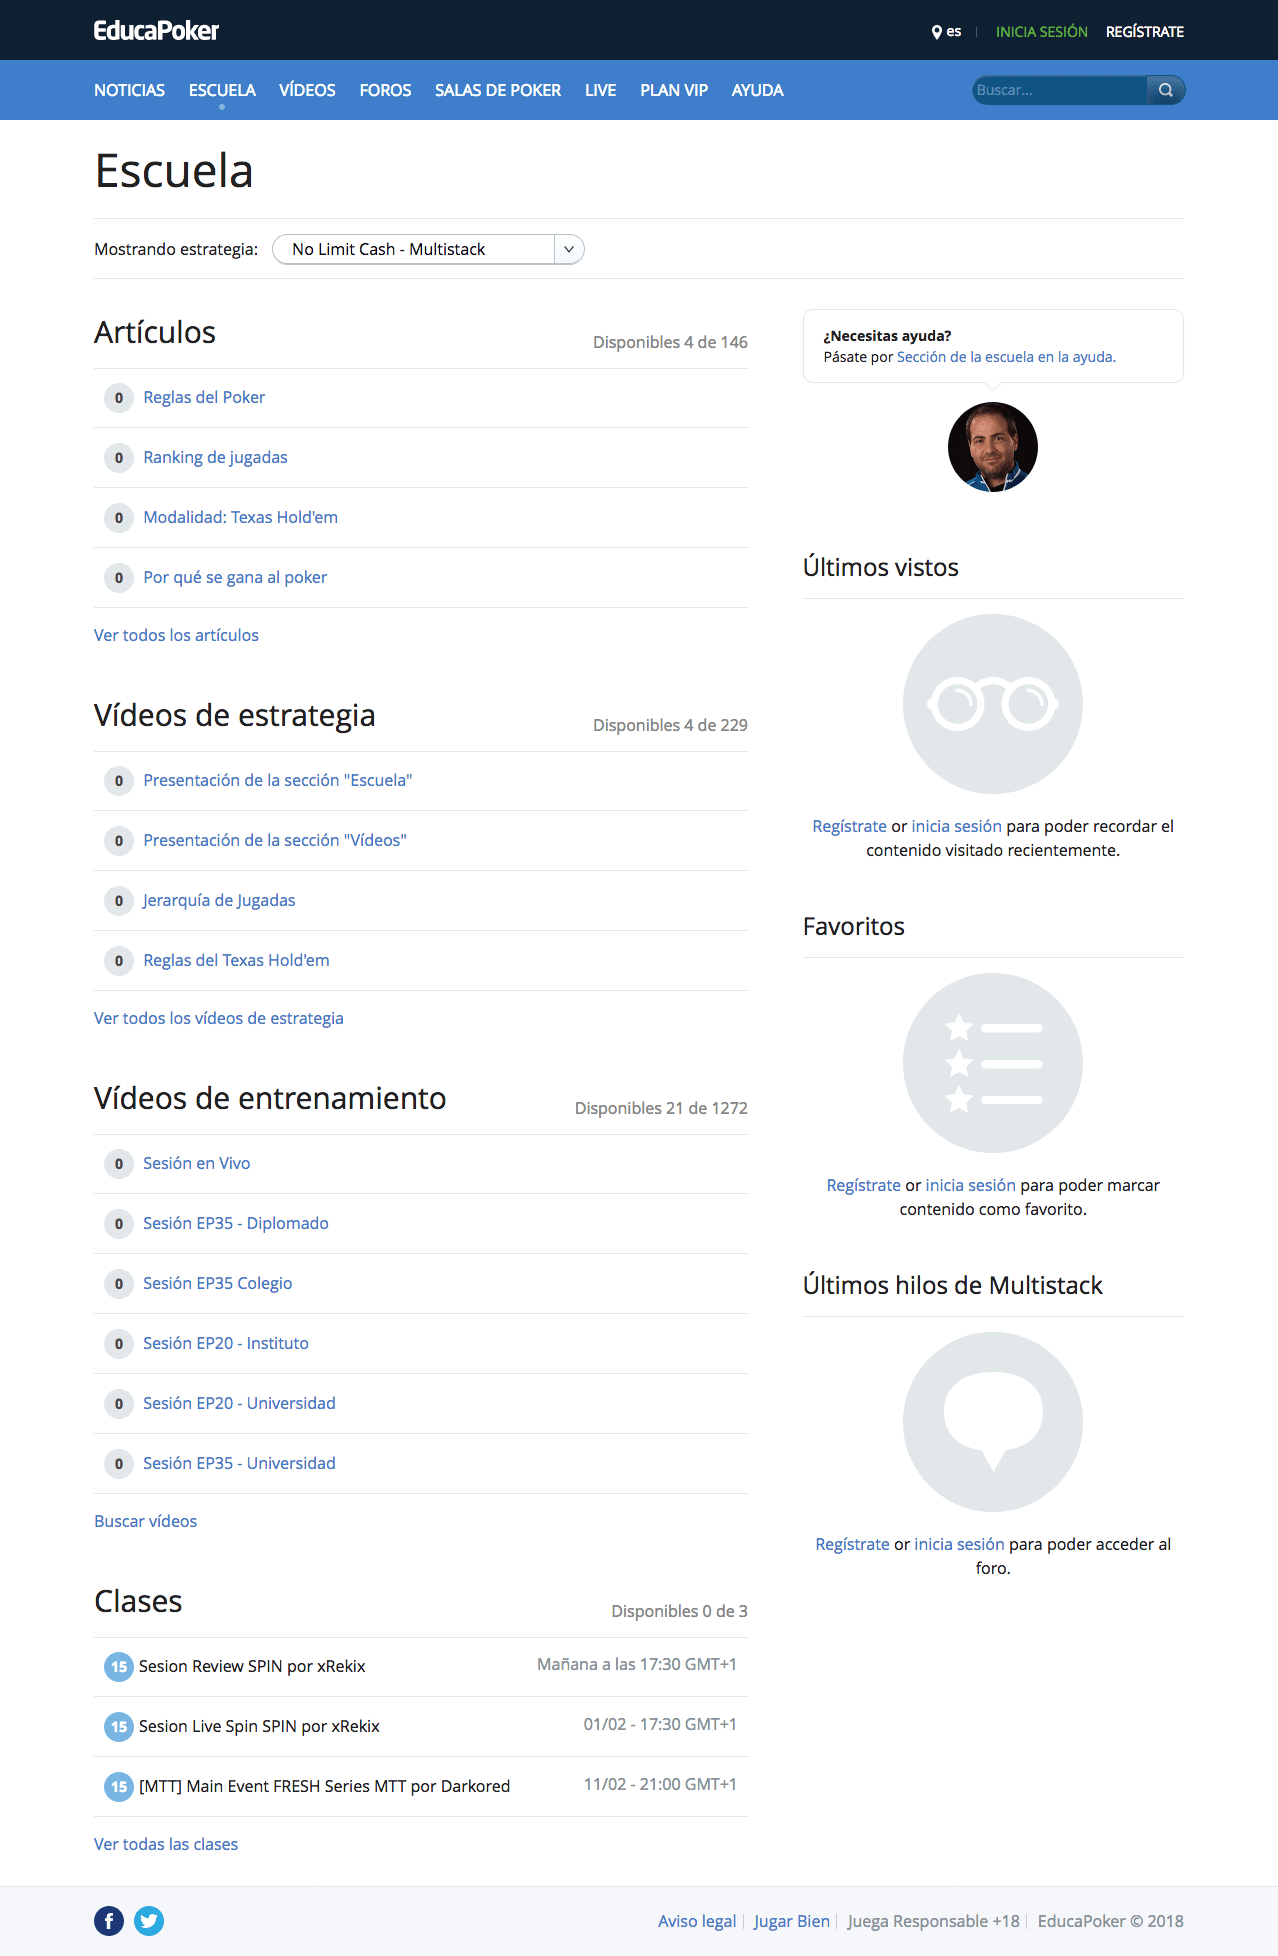 EducaPoker
es
INICIA SESIÓN
REGÍSTRATE
NOTICIAS
ESCUELA
VÍDEOS
FOROS
SALAS DE POKER
LIVE
PLAN VIP
AYUDA
Buscar...
Escuela
Mostrando estrategia:
No Limit Cash - Multistack
Artículos
Disponibles 4 de 146
0 Reglas del Poker
0 Ranking de jugadas
0 Modalidad: Texas Hold'em
0 Por qué se gana al poker
Ver todos los artículos
Vídeos de estrategia
Disponibles 4 de 229
0 Presentación de la sección "Escuela"
0 Presentación de la sección "Vídeos"
0 Jerarquía de Jugadas
0 Reglas del Texas Hold'em
Ver todos los vídeos de estrategia
Vídeos de entrenamiento
Disponibles 21 de 1272
0 Sesión en Vivo
0 Sesión EP35 - Diplomado
0 Sesión EP35 Colegio
0 Sesión EP20 - Instituto
0 Sesión EP20 - Universidad
0 Sesión EP35 - Universidad
Buscar vídeos
Clases
Disponibles 0 de 3
15 Sesion Review SPIN por xRekix
Mañana a las 17:30 GMT+1
15 Sesion Live Spin SPIN por xRekix
01/02 - 17:30 GMT+1
15 [MTT] Main Event FRESH Series MTT por Darkored
11/02 - 21:00 GMT+1
Ver todas las clases
¿Necesitas ayuda?
Pásate por Sección de la escuela en la ayuda.
Últimos vistos
Regístrate or inicia sesión para poder recordar el
contenido visitado recientemente.
Favoritos
Regístrate or inicia sesión para poder marcar
contenido como favorito.
Últimos hilos de Multistack
Regístrate or inicia sesión para poder acceder al
foro.
Aviso legal
Jugar Bien
Juega Responsable +18
EducaPoker © 2018